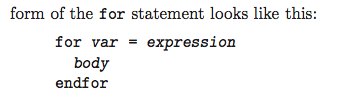 form of the for statement looks like this:
for var = expression
body
endfor